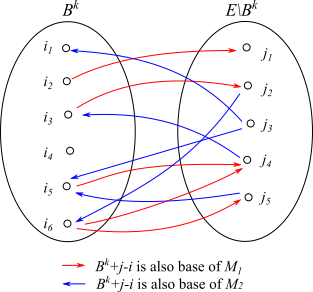 B^k E\B^k
i_1 j_1
i_2 j_2
i_3 j_3
i_4 j_4
i_5 j_5
i_6
B^k+j-i is also base of M_1
B^k+j-i is also base of M_2